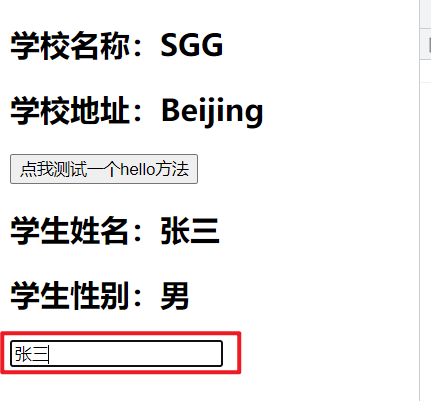 学校名称：SGG
学校地址：Beijing
点我测试一个hello方法
学生姓名：张三
学生性别：男
张三